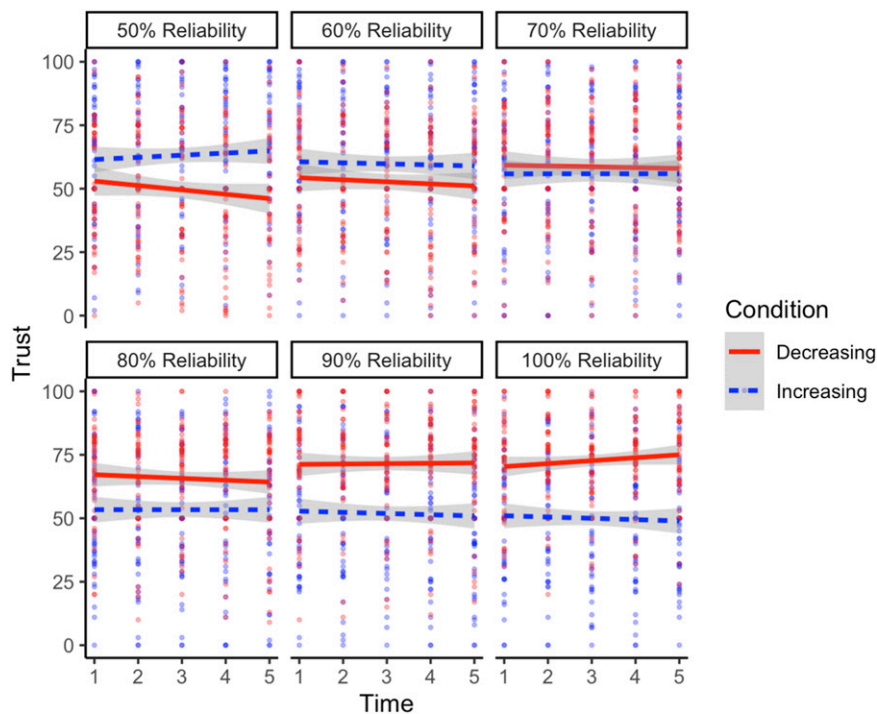 50% Reliability 60% Reliability 70% Reliability
100
75
50
25
0
Trust
80% Reliability 90% Reliability 100% Reliability
100
75
50
25
0
1 2 3 4 5 1 2 3 4 5 1 2 3 4 5
Time
Condition
Decreasing
Increasing